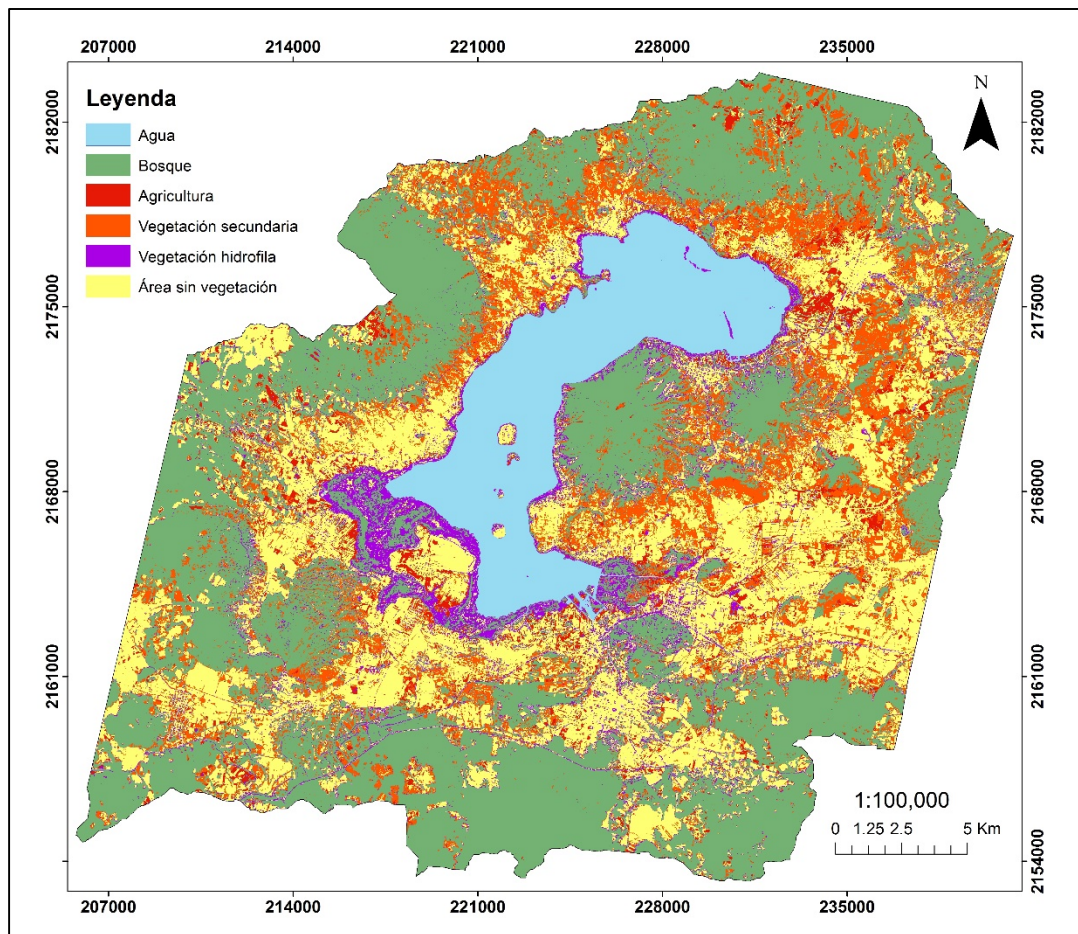 207000 214000 221000 228000 235000
N
Leyenda
Agua
Bosque
Agricultura
Vegetación secundaria
Vegetación hidrofila
Área sin vegetación
2182000 2182000
2175000 2175000
2168000 2168000
2161000 2161000
2154000
1:100,000
0 1.25 2.5 5 Km
207000 214000 221000 228000 235000